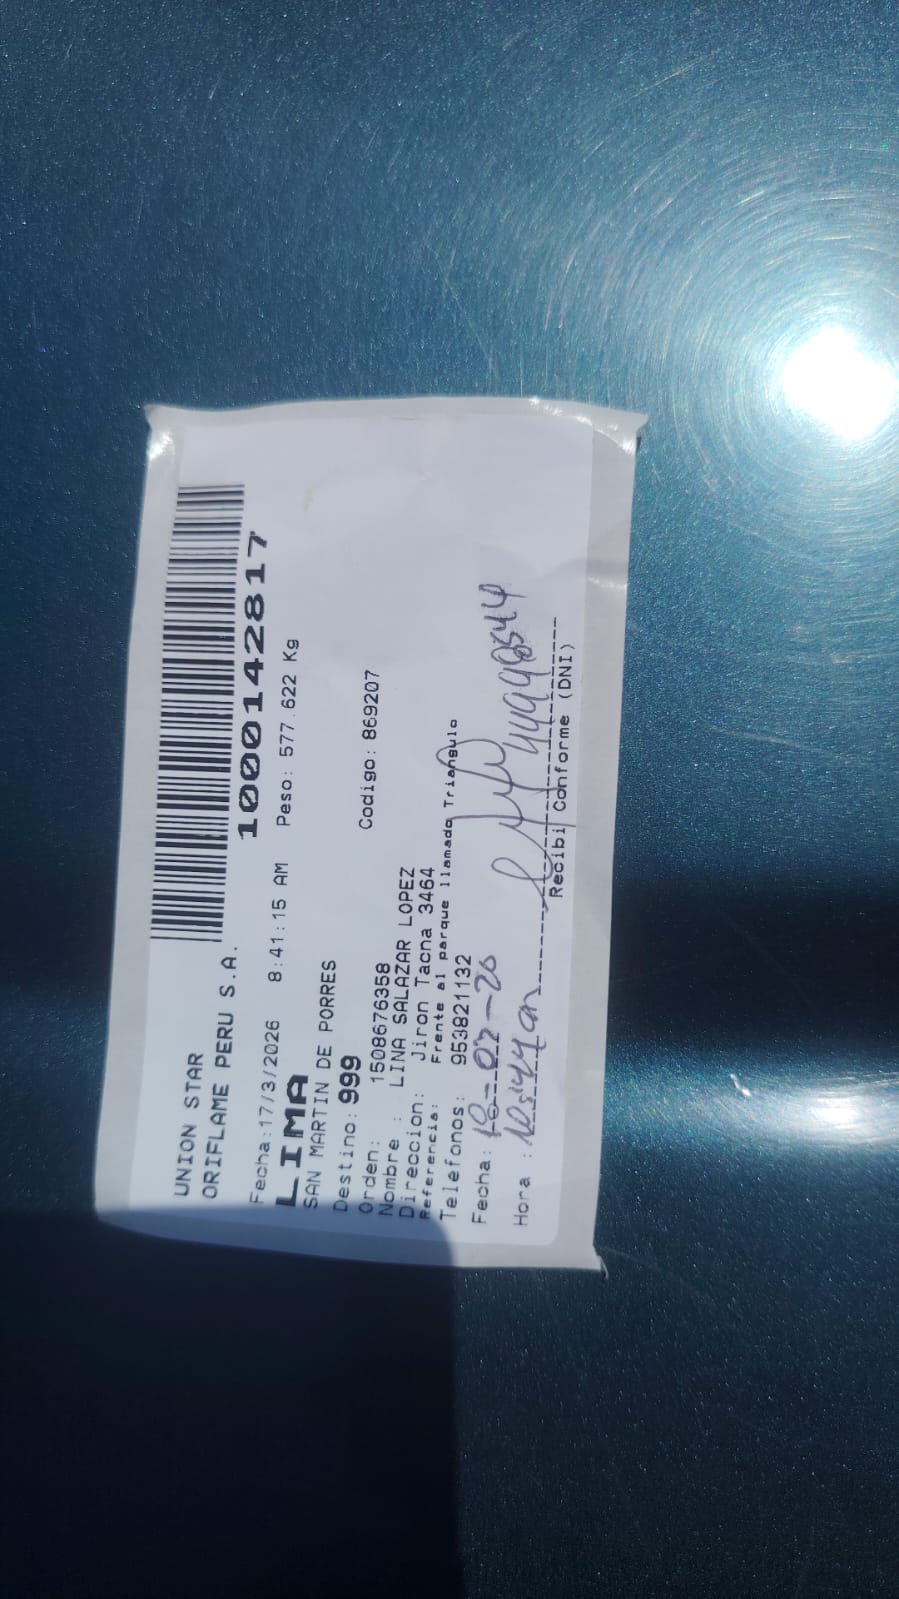 UNION STAR
ORIFLAME PERU S.A.
1000142817
Fecha:17/3/2026 8:41:15 AM Peso: 577.622 Kg
LIMA
SAN MARTIN DE PORRES
Destino: 999
Orden: 1508676358 Codigo: 869207
Nombre : LINA SALAZAR LOPEZ
Direccion: Jiron Tacna 3464
Referencia: Frente al parque llamado Triangulo
Telefonos: 953821132
Fecha:
Hora :
Recibi Conforme (DNI)